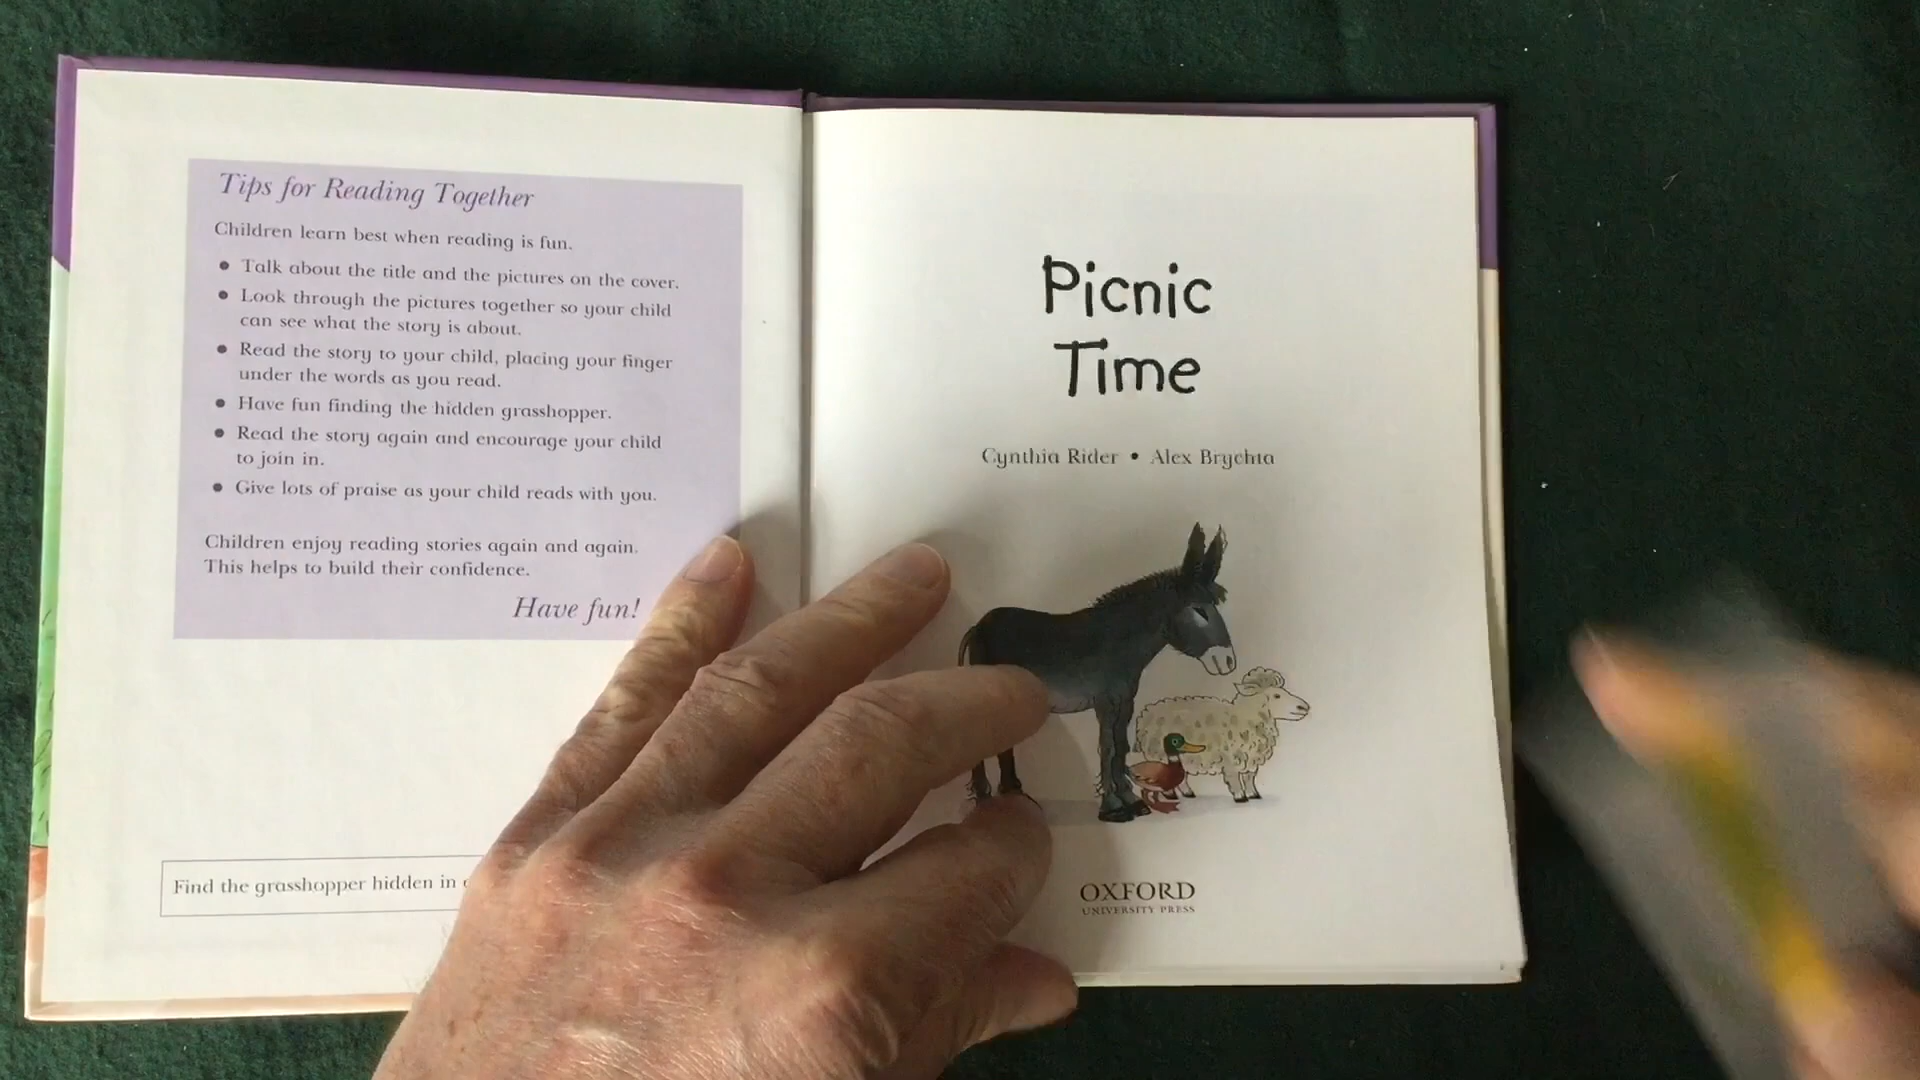 Tips for Reading Together
Children learn best when reading is fun.
● Talk about the title and the pictures on the cover.
● Look through the pictures together so your child
can see what the story is about.
● Read the story to your child, placing your finger
under the words as you read.
● Have fun finding the hidden grasshopper.
● Read the story again and encourage your child
to join in.
● Give lots of praise as your child reads with you.
Children enjoy reading stories again and again.
This helps to build their confidence.
Have fun!
Find the grasshopper hidden in
Picnic
Time
Cynthia Rider • Alex Brychta
OXFORD
UNIVERSITY PRESS